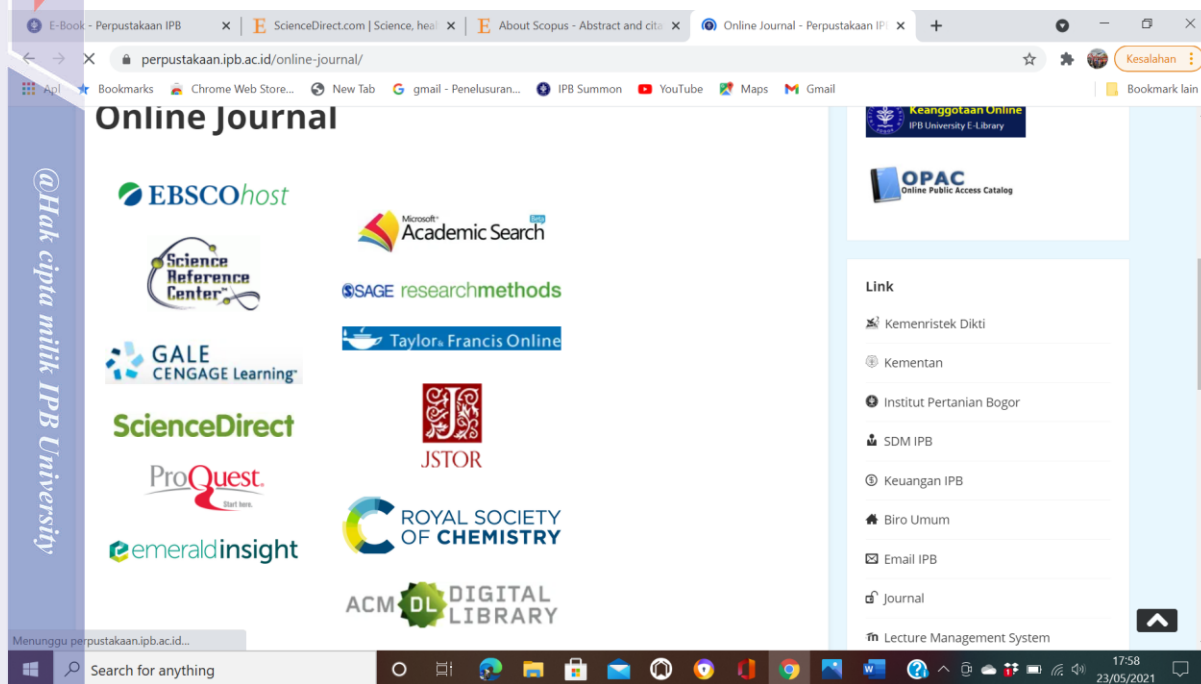 E-Book - Perpustakaan IPB
ScienceDirect.com | Science, heal
About Scopus - Abstract and cita
Online Journal - Perpustakaan IP
perpustakaan.ipb.ac.id/online-journal/
Kesalahan
Apl
Bookmarks
Chrome Web Store...
New Tab
gmail - Penelusuran...
IPB Summon
YouTube
Maps
Gmail
Bookmark lain
Online Journal
@Hak cipta milik IPB University
EBSCOhost
Science
Reference
Center™
GALE
CENGAGE Learning™
ScienceDirect
ProQuest
Start here.
emeraldinsight
Microsoft®
Academic Search
Beta
SAGE researchmethods
Taylor & Francis Online
JSTOR
ROYAL SOCIETY
OF CHEMISTRY
ACM DL DIGITAL
LIBRARY
Keanggotaan Online
IPB University E-Library
OPAC
Online Public Access Catalog
Link
Kemenristek Dikti
Kementan
Institut Pertanian Bogor
SDM IPB
Keuangan IPB
Biro Umum
Email IPB
Journal
Lecture Management System
Menunggu perpustakaan.ipb.ac.id...
Search for anything
17:58
23/05/2021